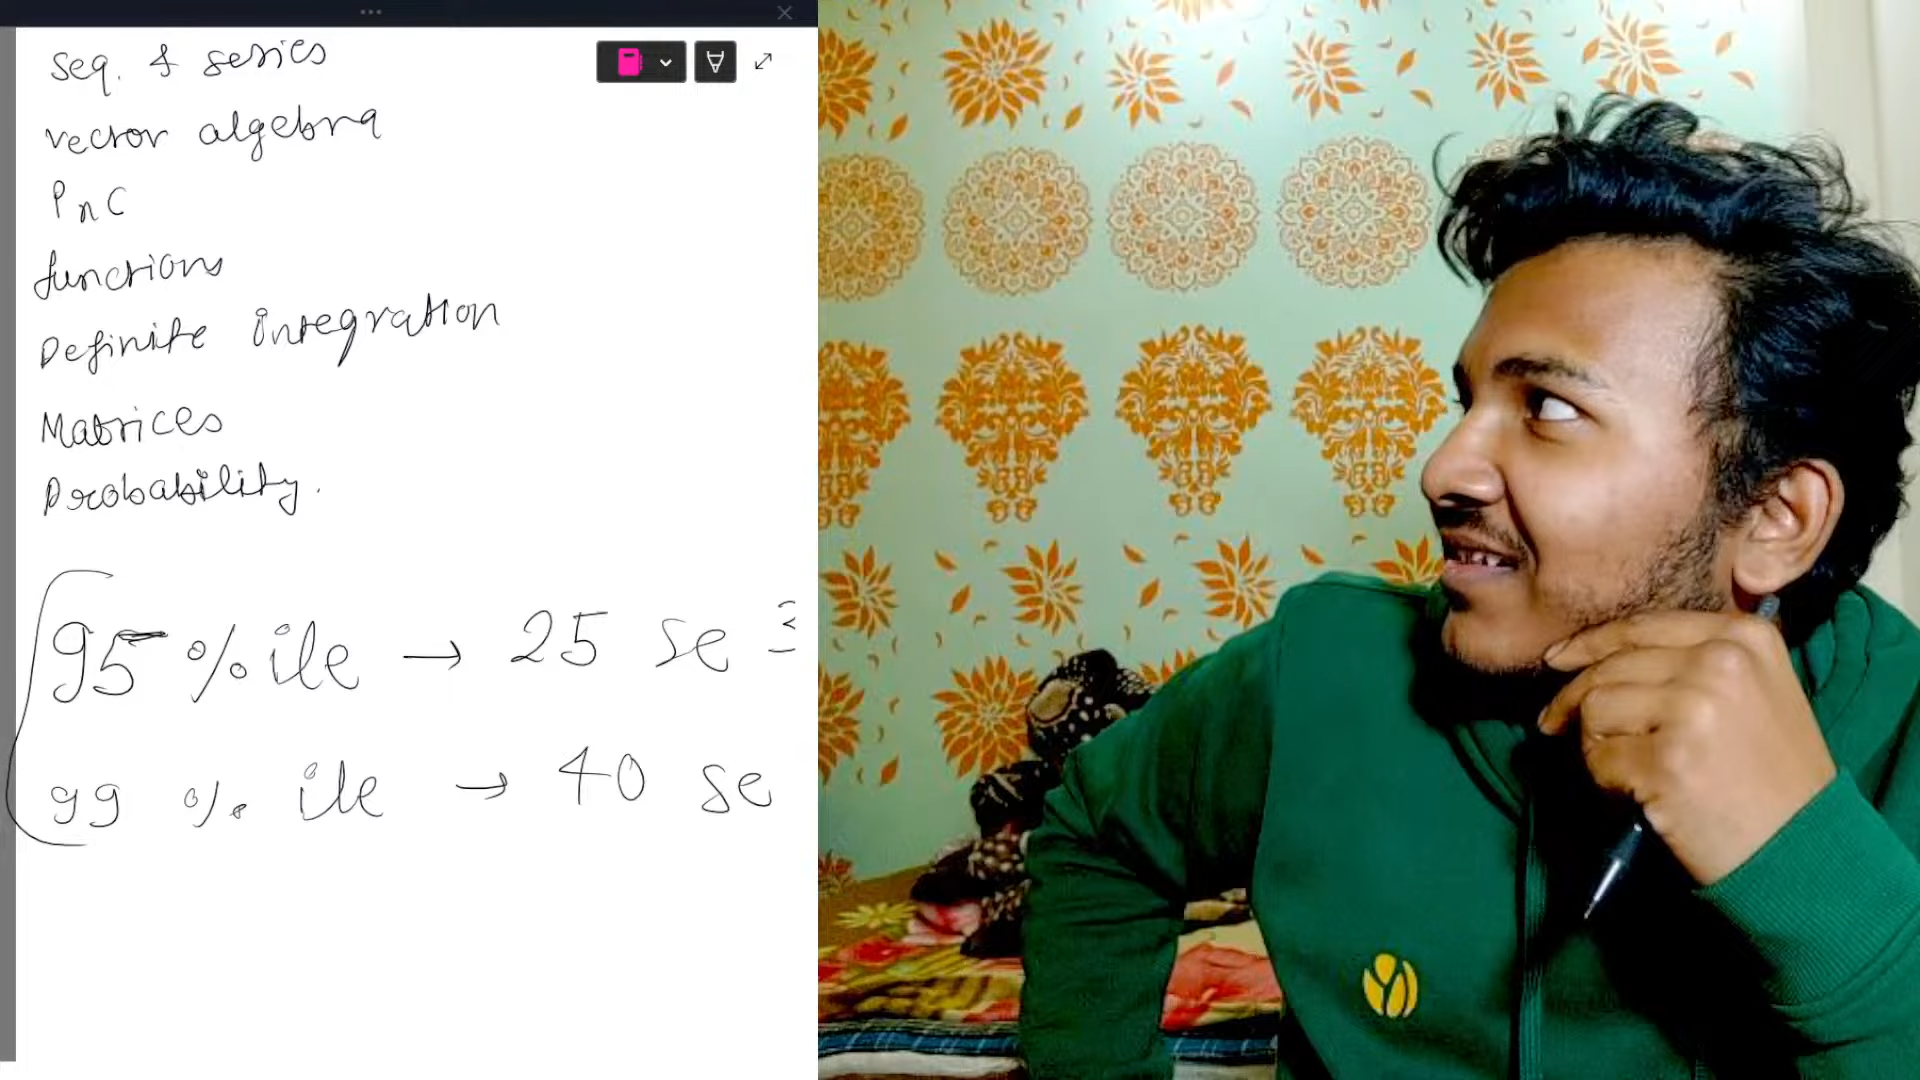 seq. & series
vector algebra
PnC
functions
Definite integration
Matrices
Probability.
95 %ile → 25 se
99 %ile → 40 se